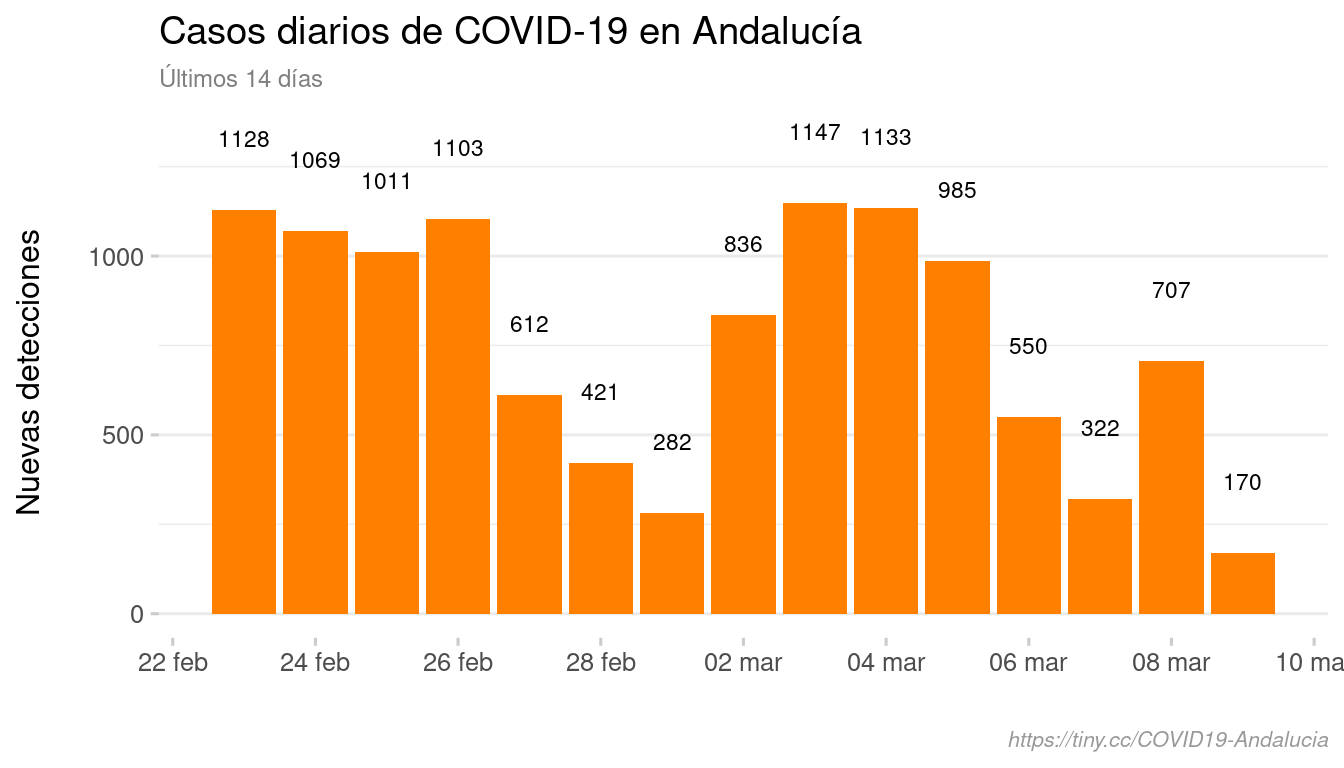 Casos diarios de COVID-19 en Andalucía
Últimos 14 días
1128
1069
1011
1103
612
421
282
836
1147
1133
985
550
322
707
170
Nuevas detecciones
1000
500
0
22 feb
24 feb
26 feb
28 feb
02 mar
04 mar
06 mar
08 mar
10 ma
https://tiny.cc/COVID19-Andalucia